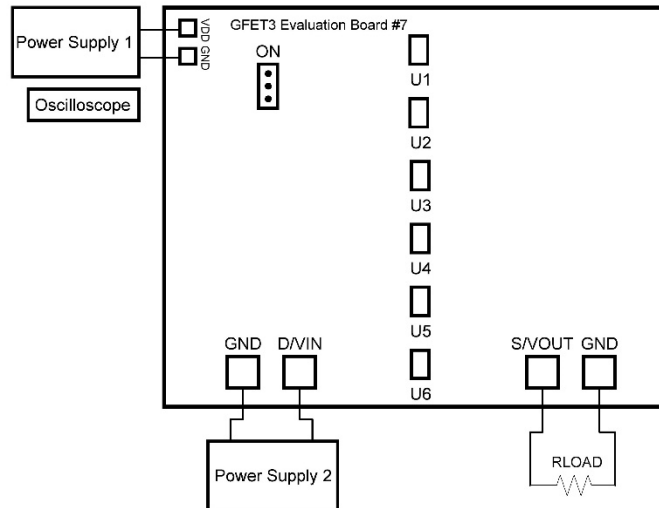 Power Supply 1
VDD
GND
GFET3 Evaluation Board #7
ON
Oscilloscope
U1
U2
U3
U4
U5
U6
GND D/VIN
S/VOUT GND
Power Supply 2
RLOAD